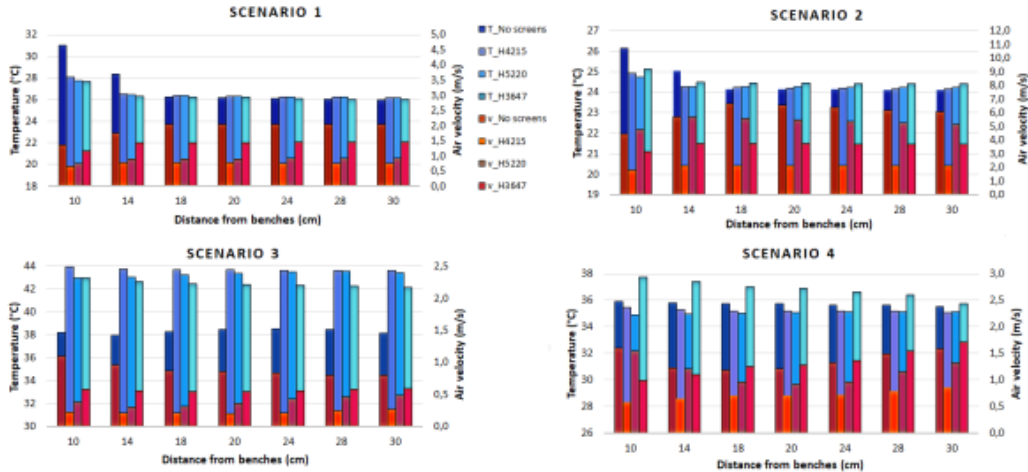 SCENARIO 1
Temperature (°C)
32
30
28
26
24
22
20
18
5,0
4,5
4,0
3,5
3,0
2,5
2,0
1,5
1,0
0,5
0,0
Air velocity (m/s)
10 14 18 20 24 28 30
Distance from benches (cm)
T_No screens
T_H4215
T_H5220
T_H3647
v_No screens
v_H4215
v_H5220
v_H3647
SCENARIO 2
Temperature (°C)
27
26
25
24
23
22
21
20
19
12,0
11,0
10,0
9,0
8,0
7,0
6,0
5,0
4,0
3,0
2,0
1,0
0,0
Air velocity (m/s)
10 14 18 20 24 28 30
Distance from benches (cm)
SCENARIO 3
Temperature (°C)
44
42
40
38
36
34
32
30
2,5
2,0
1,5
1,0
0,5
0,0
Air velocity (m/s)
10 14 18 20 24 28 30
Distance from benches (cm)
SCENARIO 4
Temperature (°C)
38
36
34
32
30
28
26
3,0
2,5
2,0
1,5
1,0
0,5
0,0
Air velocity (m/s)
10 14 18 20 24 28 30
Distance from benches (cm)